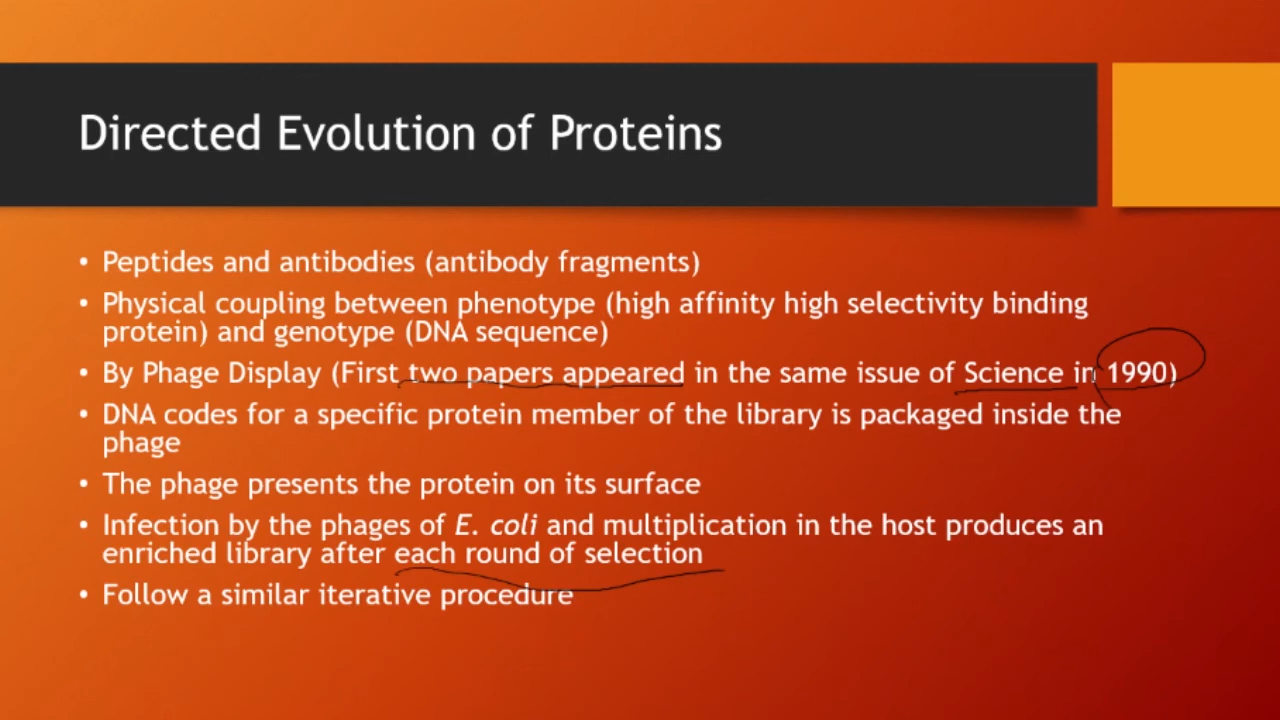 Directed Evolution of Proteins
• Peptides and antibodies (antibody fragments)
• Physical coupling between phenotype (high affinity high selectivity binding
protein) and genotype (DNA sequence)
• By Phage Display (First two papers appeared in the same issue of Science in 1990)
• DNA codes for a specific protein member of the library is packaged inside the
phage
• The phage presents the protein on its surface
• Infection by the phages of E. coli and multiplication in the host produces an
enriched library after each round of selection
• Follow a similar iterative procedure